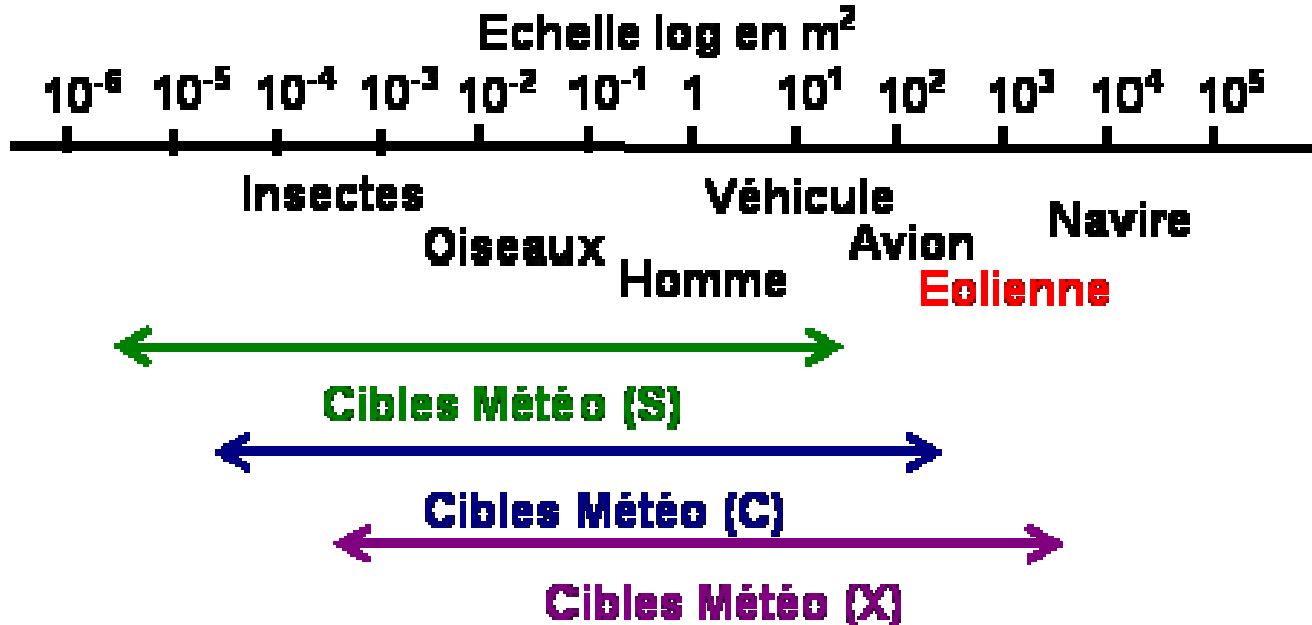 Echelle log en m²
10⁻⁶ 10⁻⁵ 10⁻⁴ 10⁻³ 10⁻² 10⁻¹ 1 10¹ 10² 10³ 10⁴ 10⁵
Insectes Véhicule
Navire
Oiseaux Avion
Homme Eolienne
Cibles Météo (S)
Cibles Météo (C)
Cibles Météo (X)